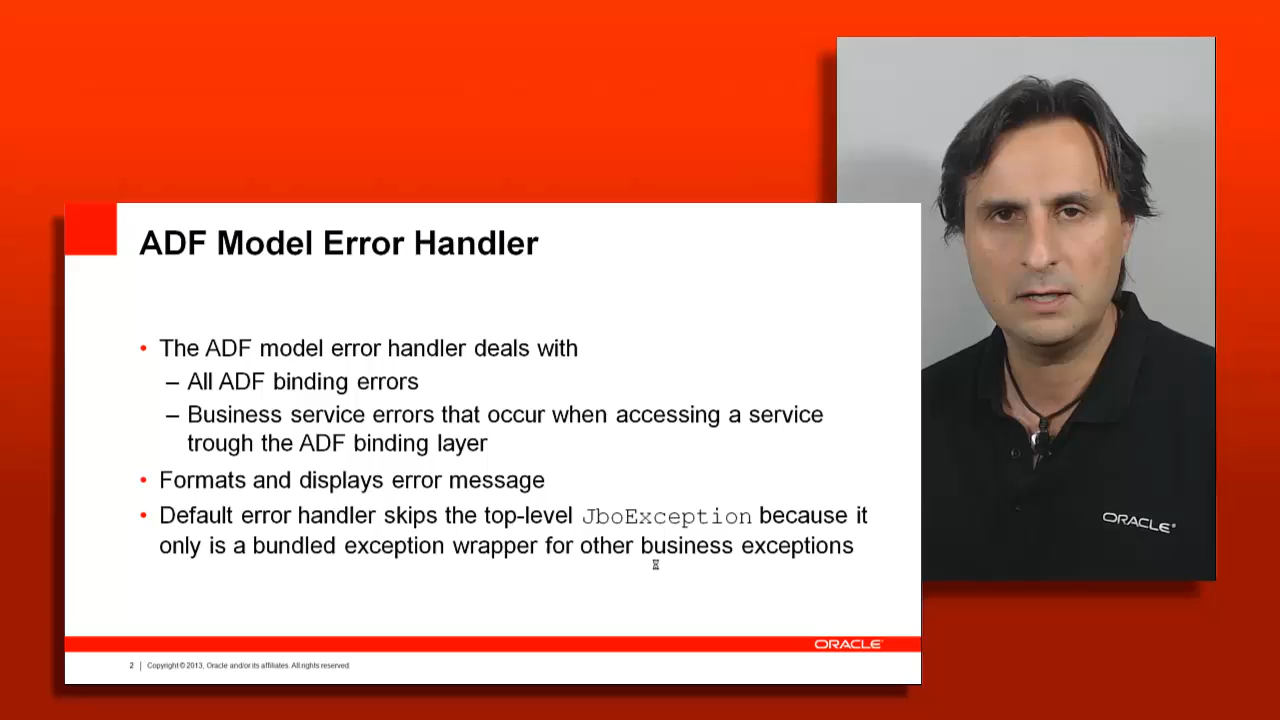 ADF Model Error Handler
• The ADF model error handler deals with
– All ADF binding errors
– Business service errors that occur when accessing a service
trough the ADF binding layer
• Formats and displays error message
• Default error handler skips the top-level JboException because it
only is a bundled exception wrapper for other business exceptions
ORACLE
2 | Copyright © 2013, Oracle and/or its affiliates. All rights reserved.
ORACLE